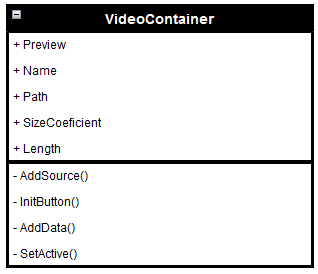 VideoContainer
+ Preview
+ Name
+ Path
+ SizeCoeficient
+ Length
- AddSource()
- InitButton()
- AddData()
- SetActive()